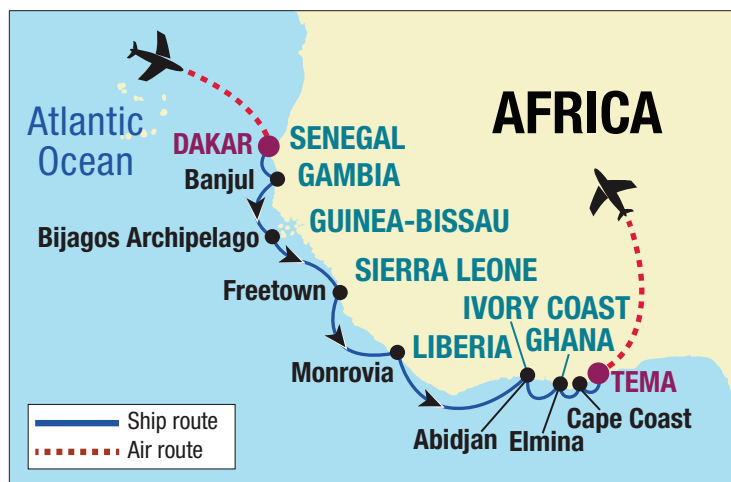 AFRICA
Atlantic
Ocean
DAKAR
SENEGAL
Banjul
GAMBIA
GUINEA-BISSAU
Bijagos Archipelago
SIERRA LEONE
Freetown
IVORY COAST
GHANA
LIBERIA
Monrovia
TEMA
Cape Coast
Abidjan
Elmina
Ship route
Air route